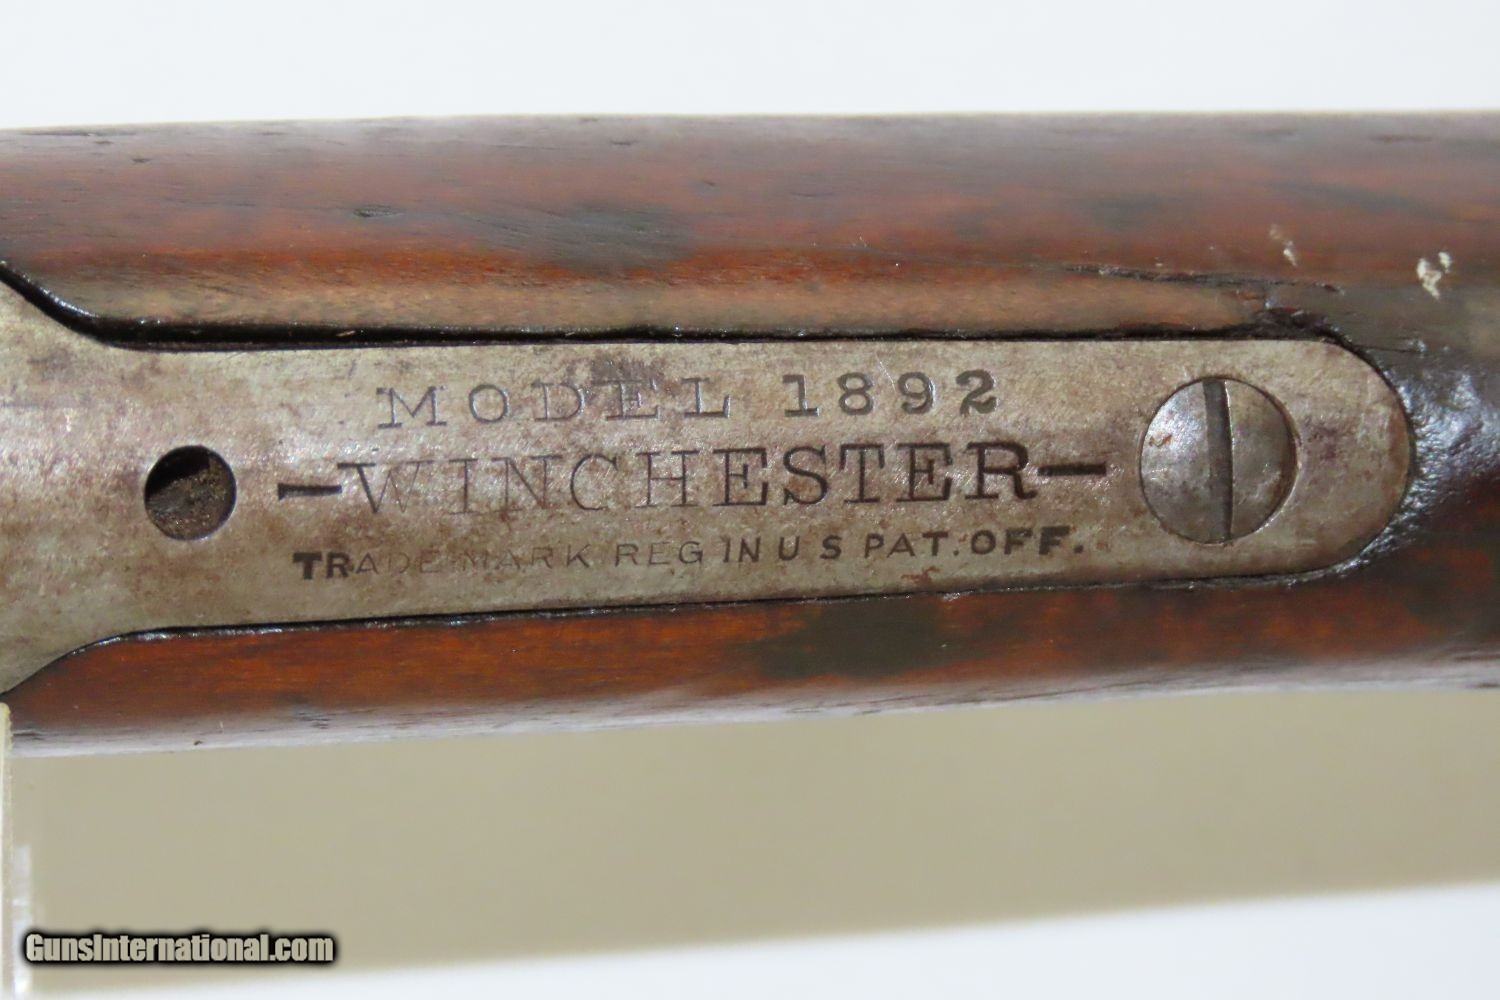 MODEL 1892
-WINCHESTER-
TRADE MARK REG IN U S PAT. OFF.
GunsInternational.com